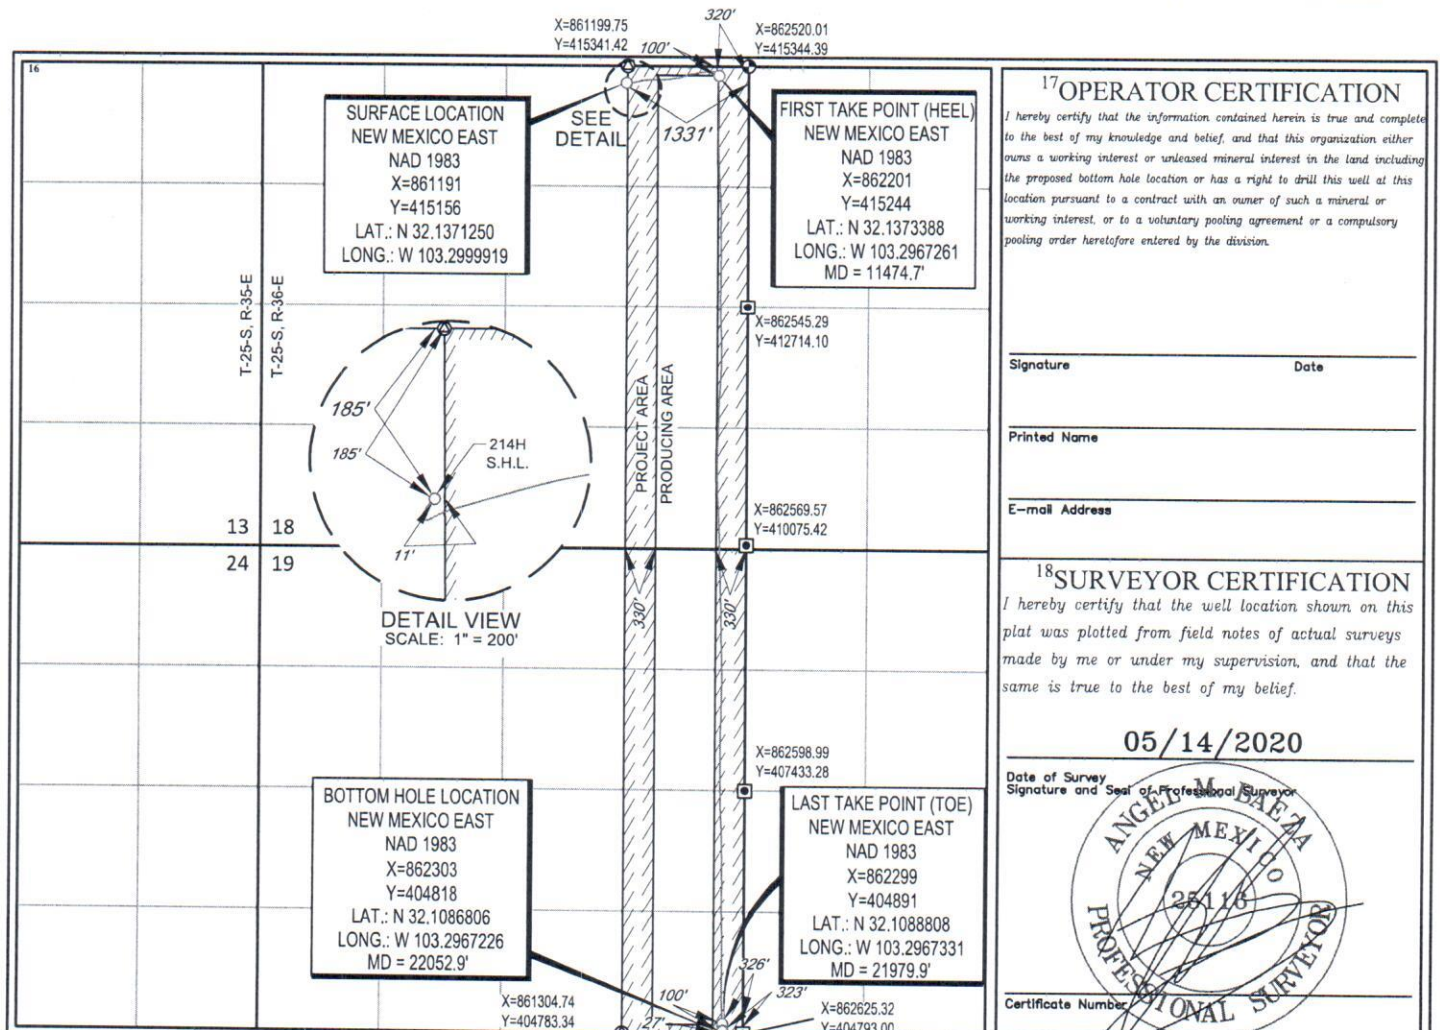 X=861199.75
Y=415341.42
100'
320'
X=862520.01
Y=415344.39
16
SURFACE LOCATION
NEW MEXICO EAST
NAD 1983
X=861191
Y=415156
LAT.: N 32.1371250
LONG.: W 103.2999919
SEE
DETAIL
1331'
FIRST TAKE POINT (HEEL)
NEW MEXICO EAST
NAD 1983
X=862201
Y=415244
LAT.: N 32.1373388
LONG.: W 103.2967261
MD = 11474.7'
T-25-S, R-35-E
T-25-S, R-36-E
X=862545.29
Y=412714.10
185'
185'
214H
S.H.L.
11'
PROJECT AREA
PRODUCING AREA
X=862569.57
Y=410075.42
13 18
24 19
DETAIL VIEW
SCALE: 1" = 200'
330'
330'
X=862598.99
Y=407433.28
BOTTOM HOLE LOCATION
NEW MEXICO EAST
NAD 1983
X=862303
Y=404818
LAT.: N 32.1086806
LONG.: W 103.2967226
MD = 22052.9'
LAST TAKE POINT (TOE)
NEW MEXICO EAST
NAD 1983
X=862299
Y=404891
LAT.: N 32.1088808
LONG.: W 103.2967331
MD = 21979.9'
X=861304.74
Y=404783.34
100'
27'
326'
323'
X=862625.32
Y=404793.00
17 OPERATOR CERTIFICATION
I hereby certify that the information contained herein is true and complete
to the best of my knowledge and belief, and that this organization either
owns a working interest or unleased mineral interest in the land including
the proposed bottom hole location or has a right to drill this well at this
location pursuant to a contract with an owner of such a mineral or
working interest, or to a voluntary pooling agreement or a compulsory
pooling order heretofore entered by the division.
Signature Date
Printed Name
E-mail Address
18 SURVEYOR CERTIFICATION
I hereby certify that the well location shown on this
plat was plotted from field notes of actual surveys
made by me or under my supervision, and that the
same is true to the best of my belief.
05/14/2020
Date of Survey
Signature and Seal of Professional Surveyor
ANGEL M. BAEZA
NEW MEXICO
25116
PROFESSIONAL SURVEYOR
Certificate Number